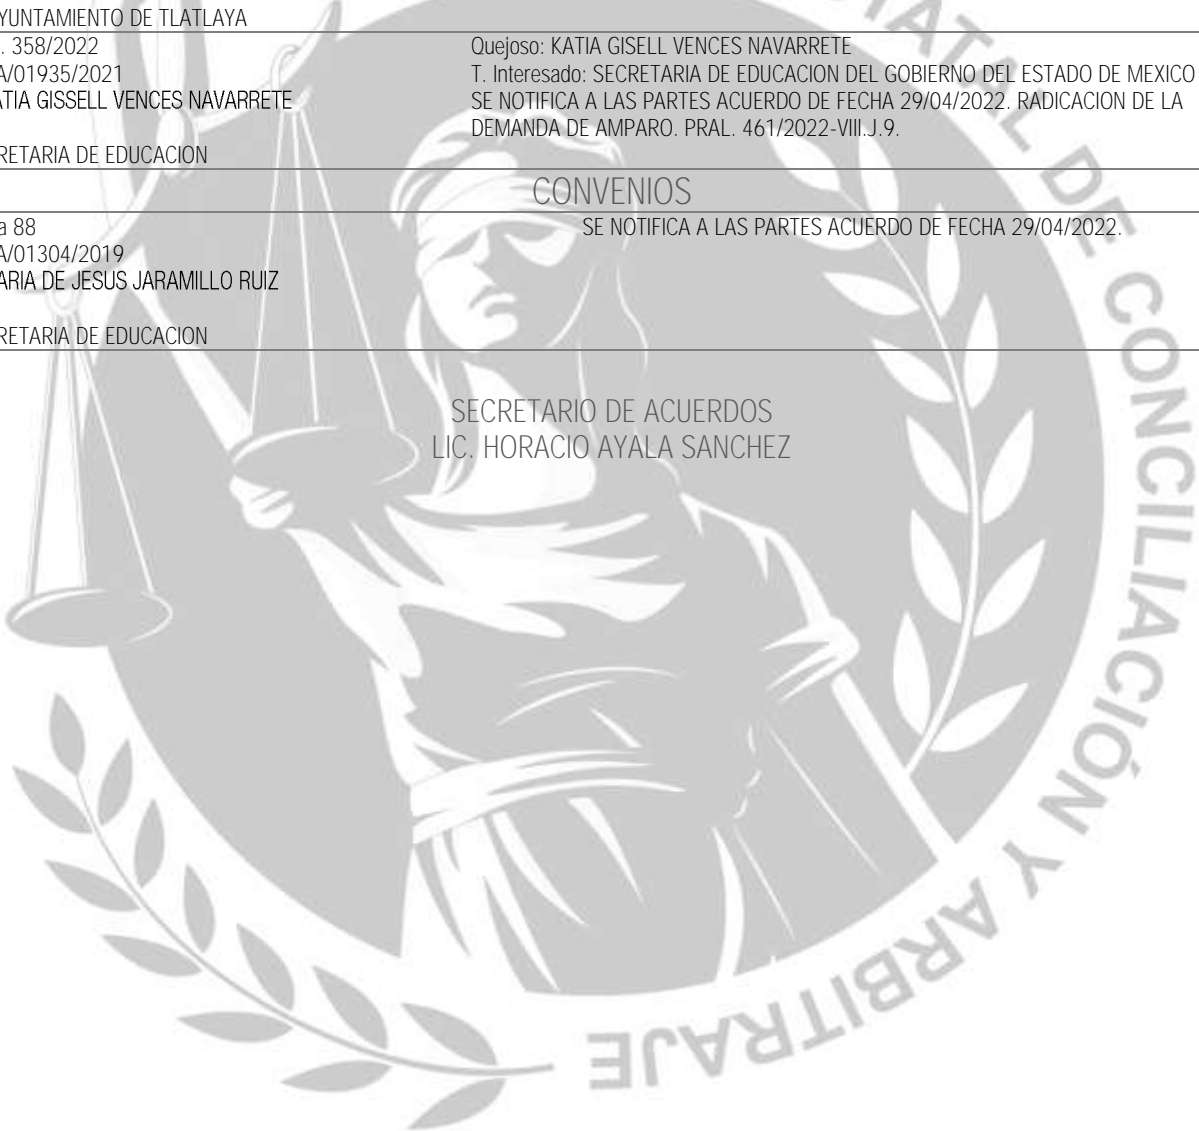 YUNTAMIENTO DE TLATLAYA
. 358/2022
A/01935/2021
ATIA GISSELL VENCES NAVARRETE
RETARIA DE EDUCACION
Quejoso: KATIA GISELL VENCES NAVARRETE
T. Interesado: SECRETARIA DE EDUCACION DEL GOBIERNO DEL ESTADO DE MEXICO
SE NOTIFICA A LAS PARTES ACUERDO DE FECHA 29/04/2022. RADICACION DE LA
DEMANDA DE AMPARO. PRAL. 461/2022-VIII.J.9.
CONVENIOS
a 88
A/01304/2019
ARIA DE JESUS JARAMILLO RUIZ
RETARIA DE EDUCACION
SE NOTIFICA A LAS PARTES ACUERDO DE FECHA 29/04/2022.
SECRETARIO DE ACUERDOS
LIC. HORACIO AYALA SANCHEZ
TATAL DE CONCILIACIÓN Y ARBITRAJE